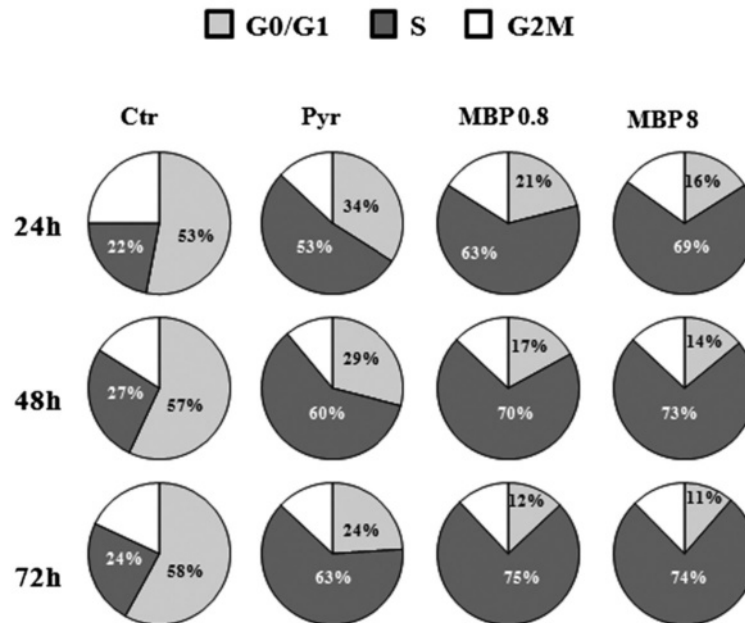 G0/G1 S G2M
Ctr Pyr MBP 0.8 MBP 8
24h
22% 53% 53% 34% 63% 21% 69% 16%
48h
27% 57% 60% 29% 70% 17% 73% 14%
72h
24% 58% 63% 24% 75% 12% 74% 11%